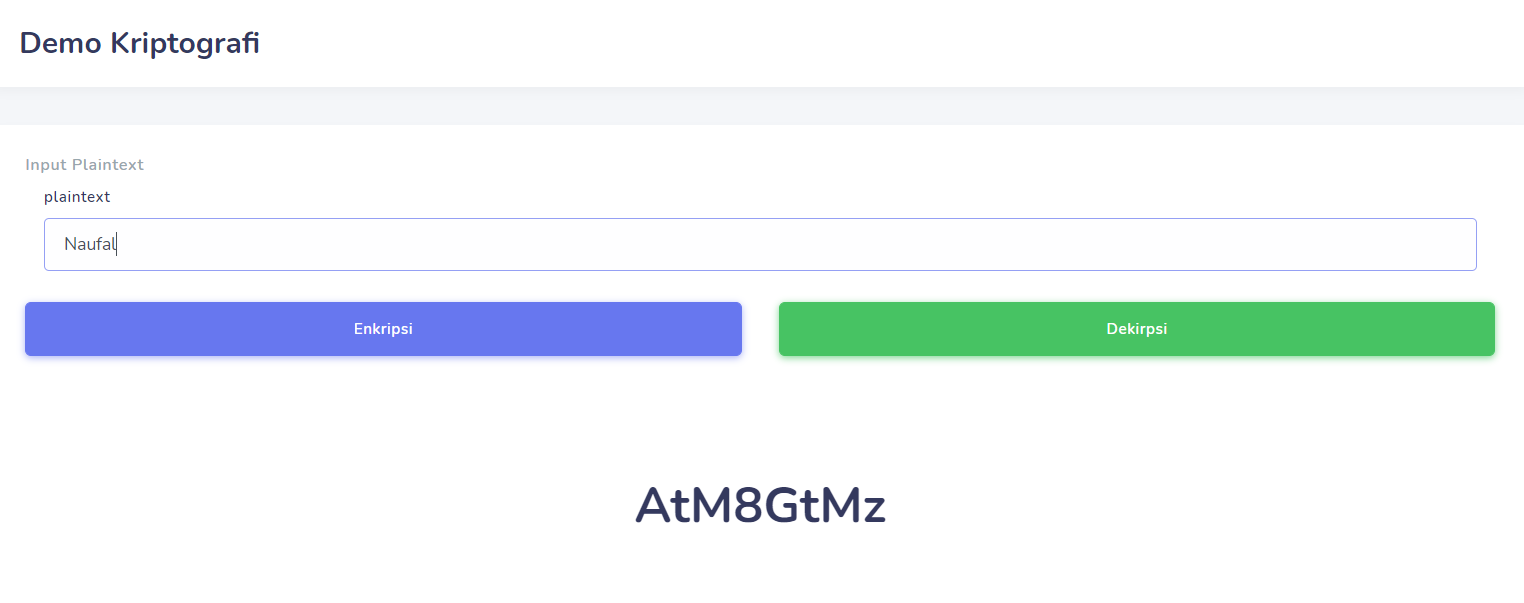 Demo Kriptografi
Input Plaintext
plaintext
Naufal
Enkripsi
Dekirpsi
AtM8GtMz